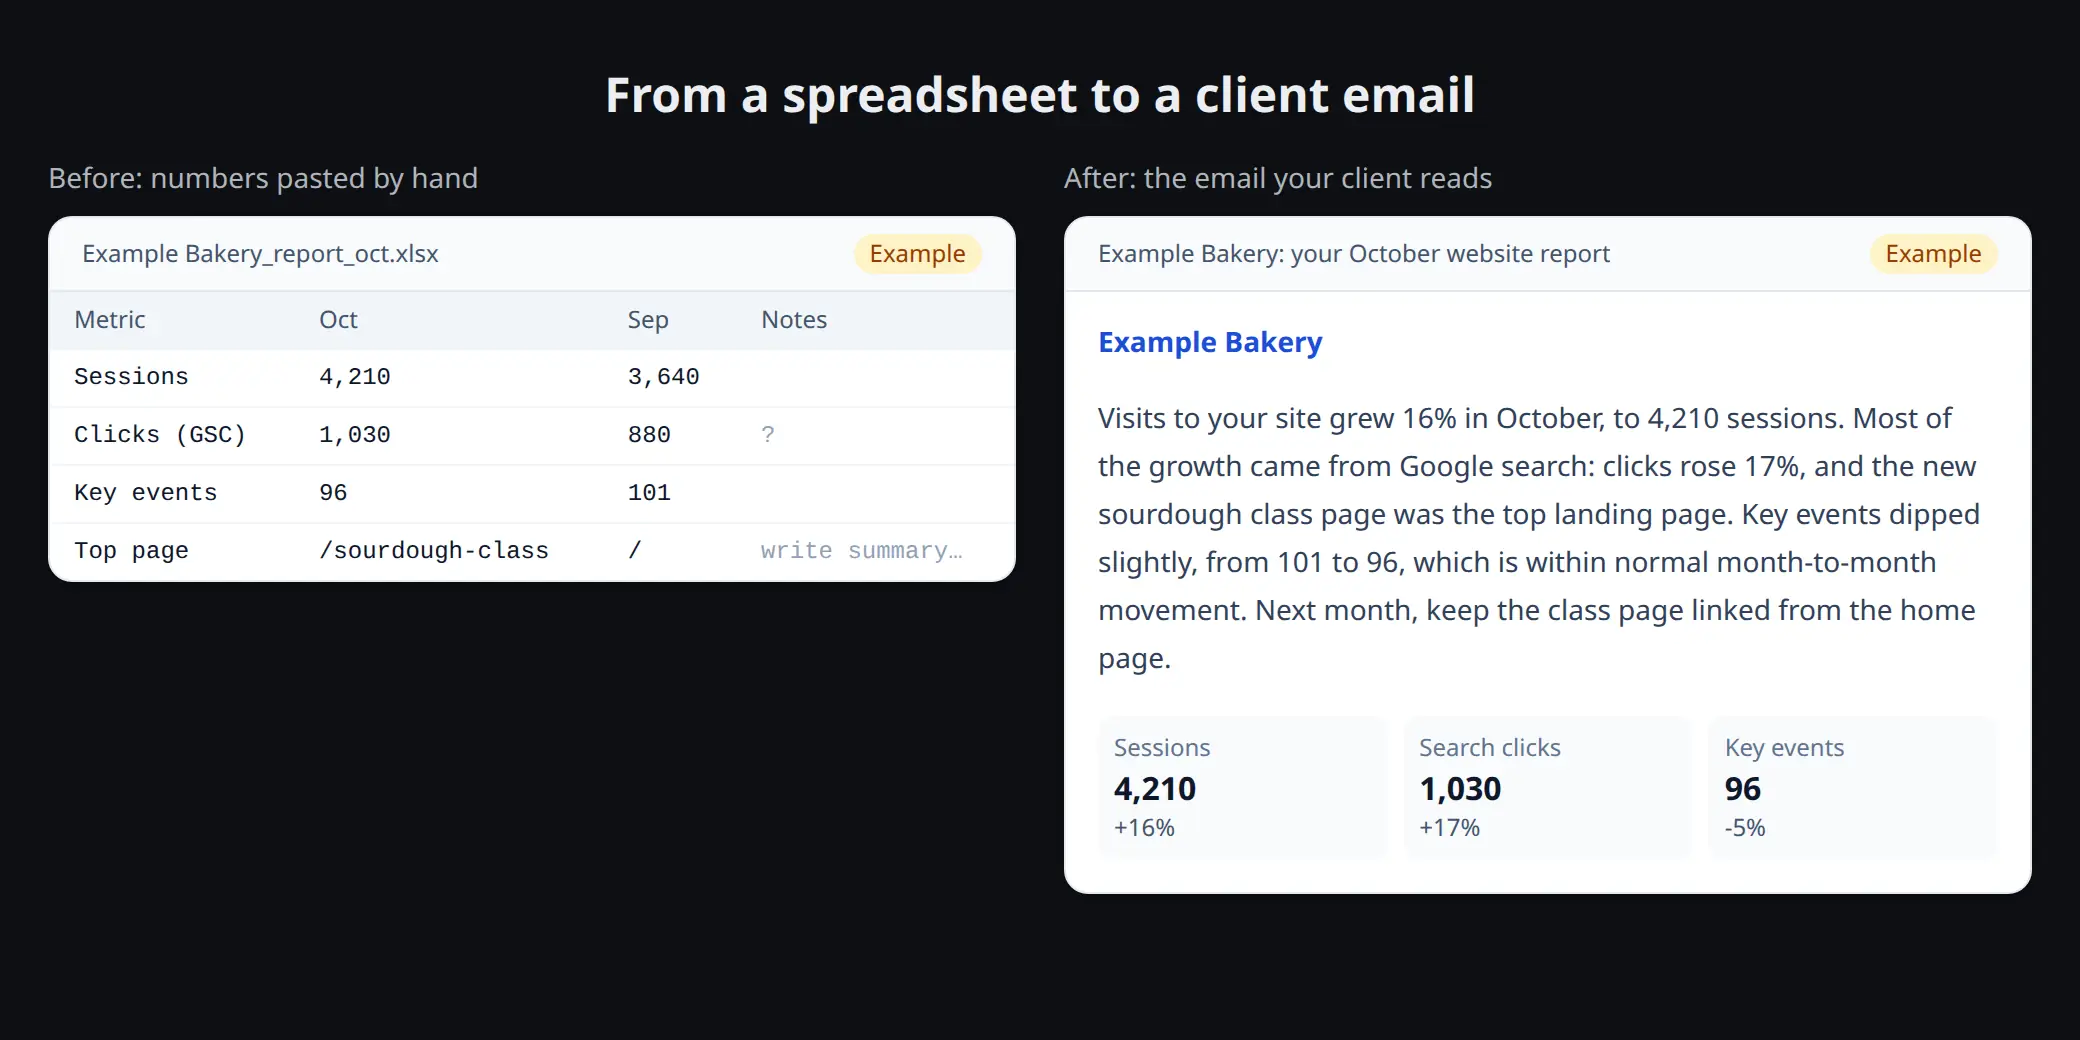 From a spreadsheet to a client email
Before: numbers pasted by hand
Example Bakery_report_oct.xlsx Example
Metric Oct Sep Notes
Sessions 4,210 3,640
Clicks (GSC) 1,030 880 ?
Key events 96 101
Top page /sourdough-class / write summary…
After: the email your client reads
Example Bakery: your October website report Example
Example Bakery
Visits to your site grew 16% in October, to 4,210 sessions. Most of
the growth came from Google search: clicks rose 17%, and the new
sourdough class page was the top landing page. Key events dipped
slightly, from 101 to 96, which is within normal month-to-month
movement. Next month, keep the class page linked from the home
page.
Sessions Search clicks Key events
4,210 1,030 96
+16% +17% -5%